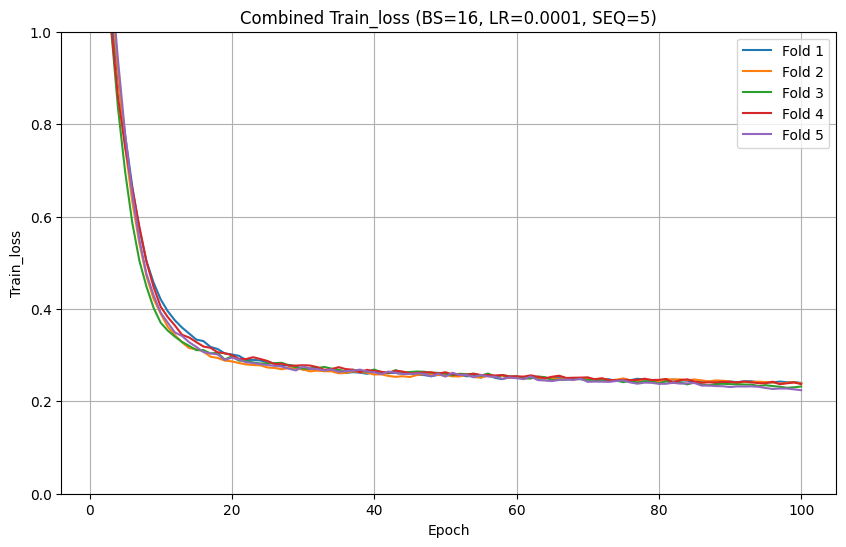 Combined Train_loss (BS=16, LR=0.0001, SEQ=5)
1.0
0.8
0.6
0.4
0.2
0.0
Train_loss
0 20 40 60 80 100
Epoch
Fold 1
Fold 2
Fold 3
Fold 4
Fold 5